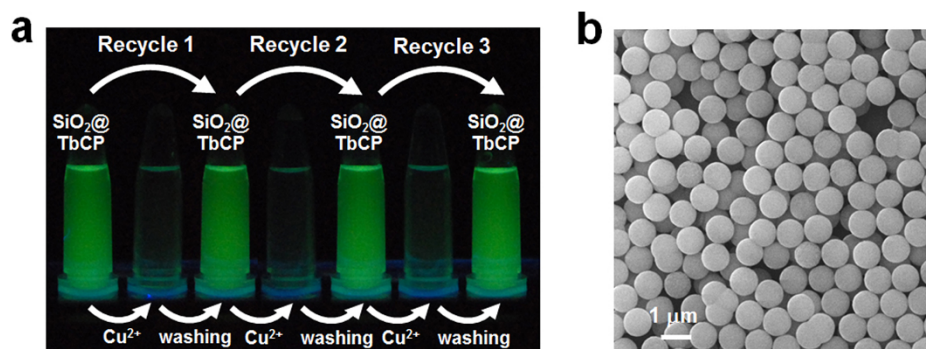 a
Recycle 1 Recycle 2 Recycle 3
SiO₂@ SiO₂@ SiO₂@ SiO₂@
TbCP TbCP TbCP TbCP
Cu²⁺ washing Cu²⁺ washing Cu²⁺ washing
b
1 μm